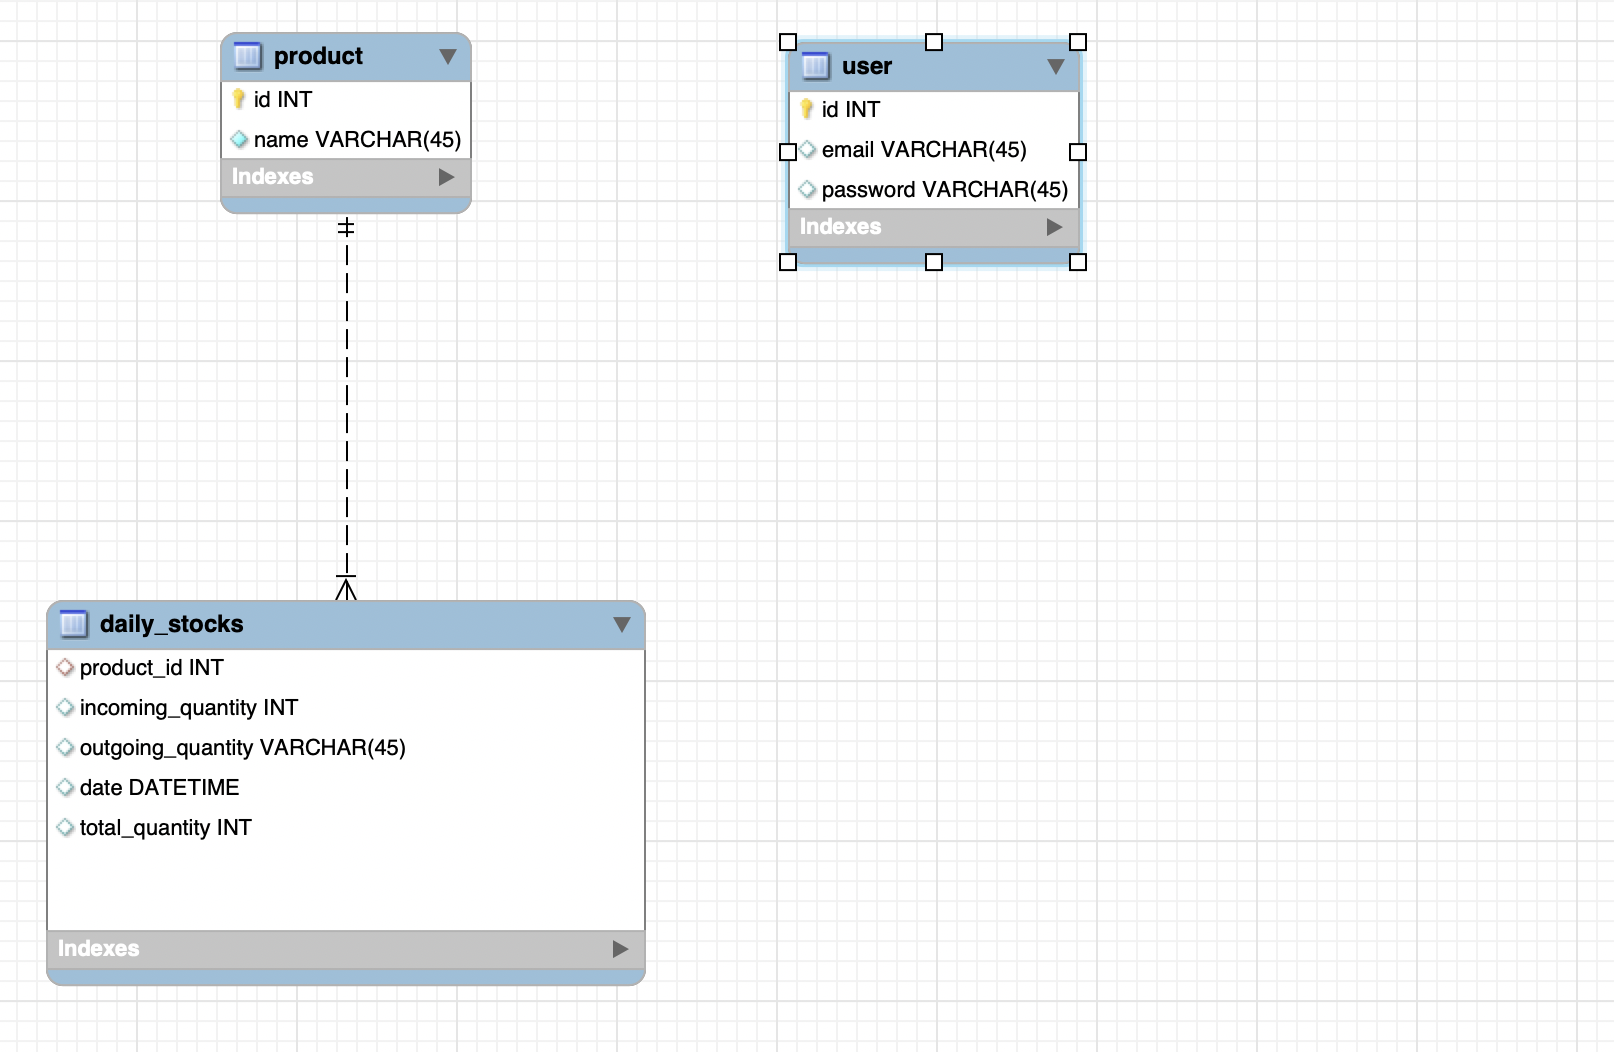 product
id INT
name VARCHAR(45)
Indexes
user
id INT
email VARCHAR(45)
password VARCHAR(45)
Indexes
daily_stocks
product_id INT
incoming_quantity INT
outgoing_quantity VARCHAR(45)
date DATETIME
total_quantity INT
Indexes